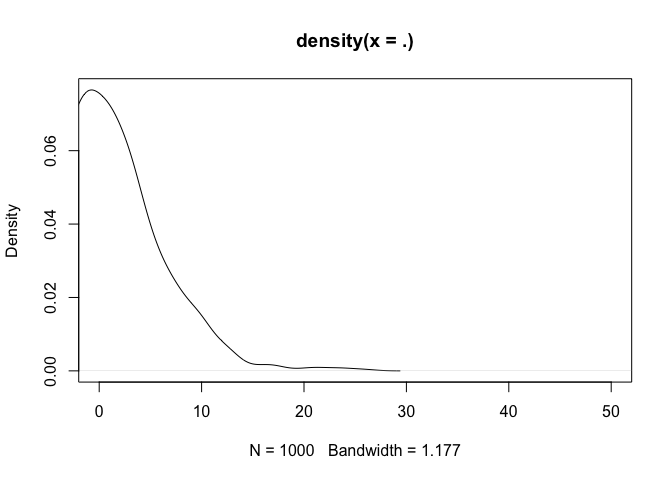 density(x = .)
Density
0.00
0.02
0.04
0.06
0 10 20 30 40 50
N = 1000   Bandwidth = 1.177